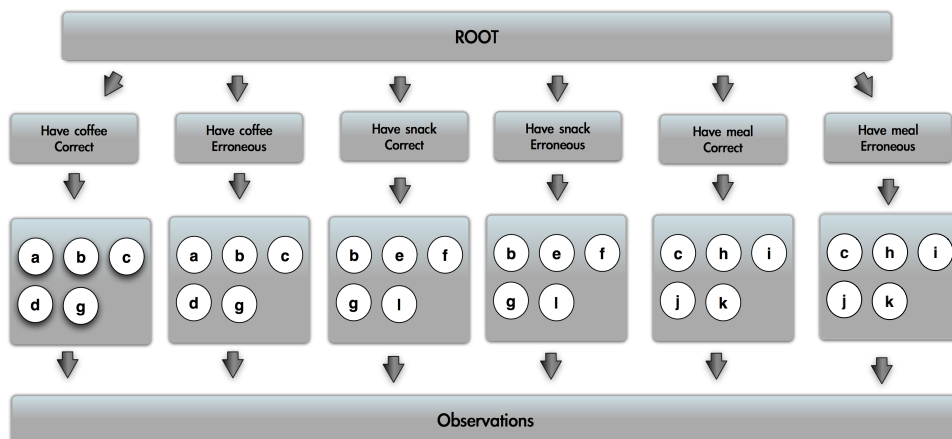 ROOT
Have coffee
Correct
Have coffee
Erroneous
Have snack
Correct
Have snack
Erroneous
Have meal
Correct
Have meal
Erroneous
a b c
d g
a b c
d g
b e f
g l
b e f
g l
c h i
j k
c h i
j k
Observations